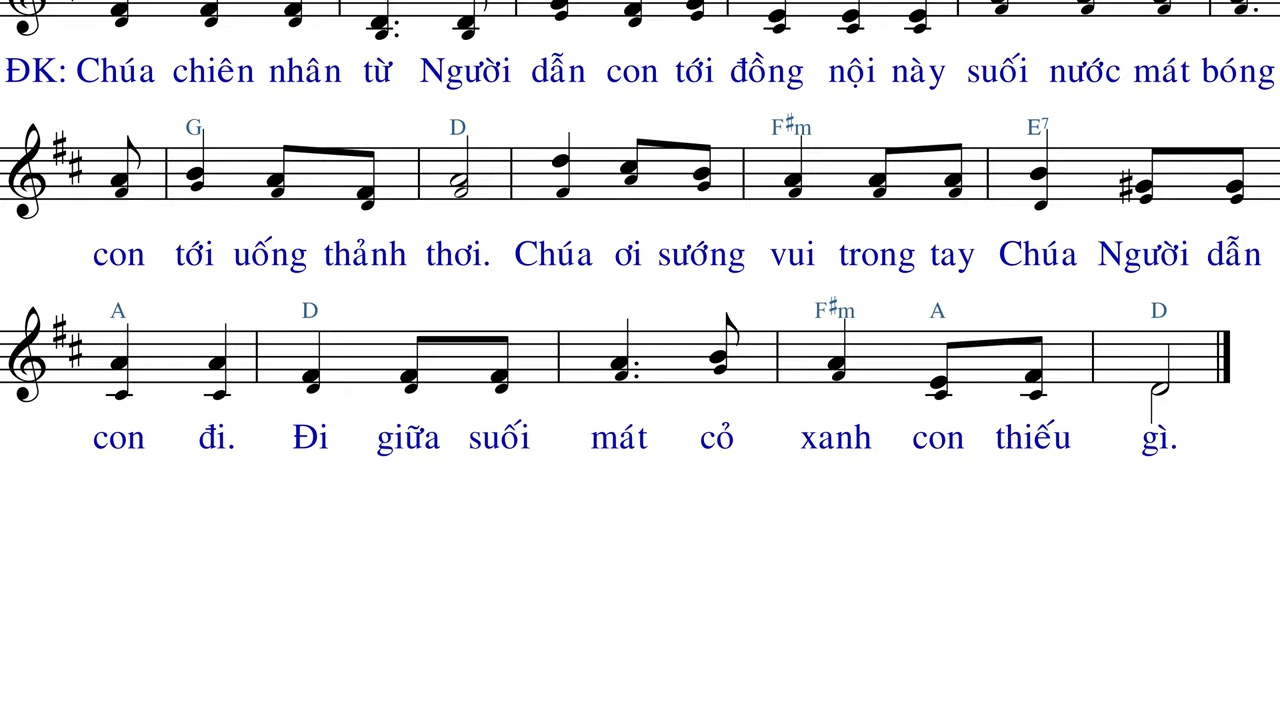 ĐK: Chúa chiên nhân từ Người dẫn con tới đồng nội này suối nước mát bóng
G D F♯m E7
con tới uống thảnh thơi. Chúa ơi sướng vui trong tay Chúa Người dẫn
A D F♯m A D
con đi. Đi giữa suối mát cỏ xanh con thiếu gì.